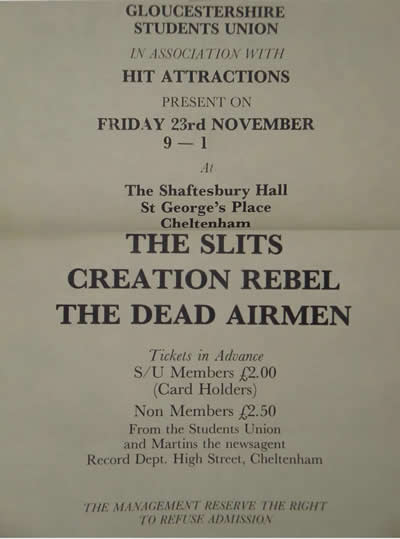 GLOUCESTERSHIRE
STUDENTS UNION
IN ASSOCIATION WITH
HIT ATTRACTIONS
PRESENT ON
FRIDAY 23rd NOVEMBER
9 — 1
At
The Shaftesbury Hall
St George's Place
Cheltenham
THE SLITS
CREATION REBEL
THE DEAD AIRMEN
Tickets in Advance
S/U Members £2.00
(Card Holders)
Non Members £2.50
From the Students Union
and Martins the newsagent
Record Dept. High Street, Cheltenham
THE MANAGEMENT RESERVE THE RIGHT
TO REFUSE ADMISSION